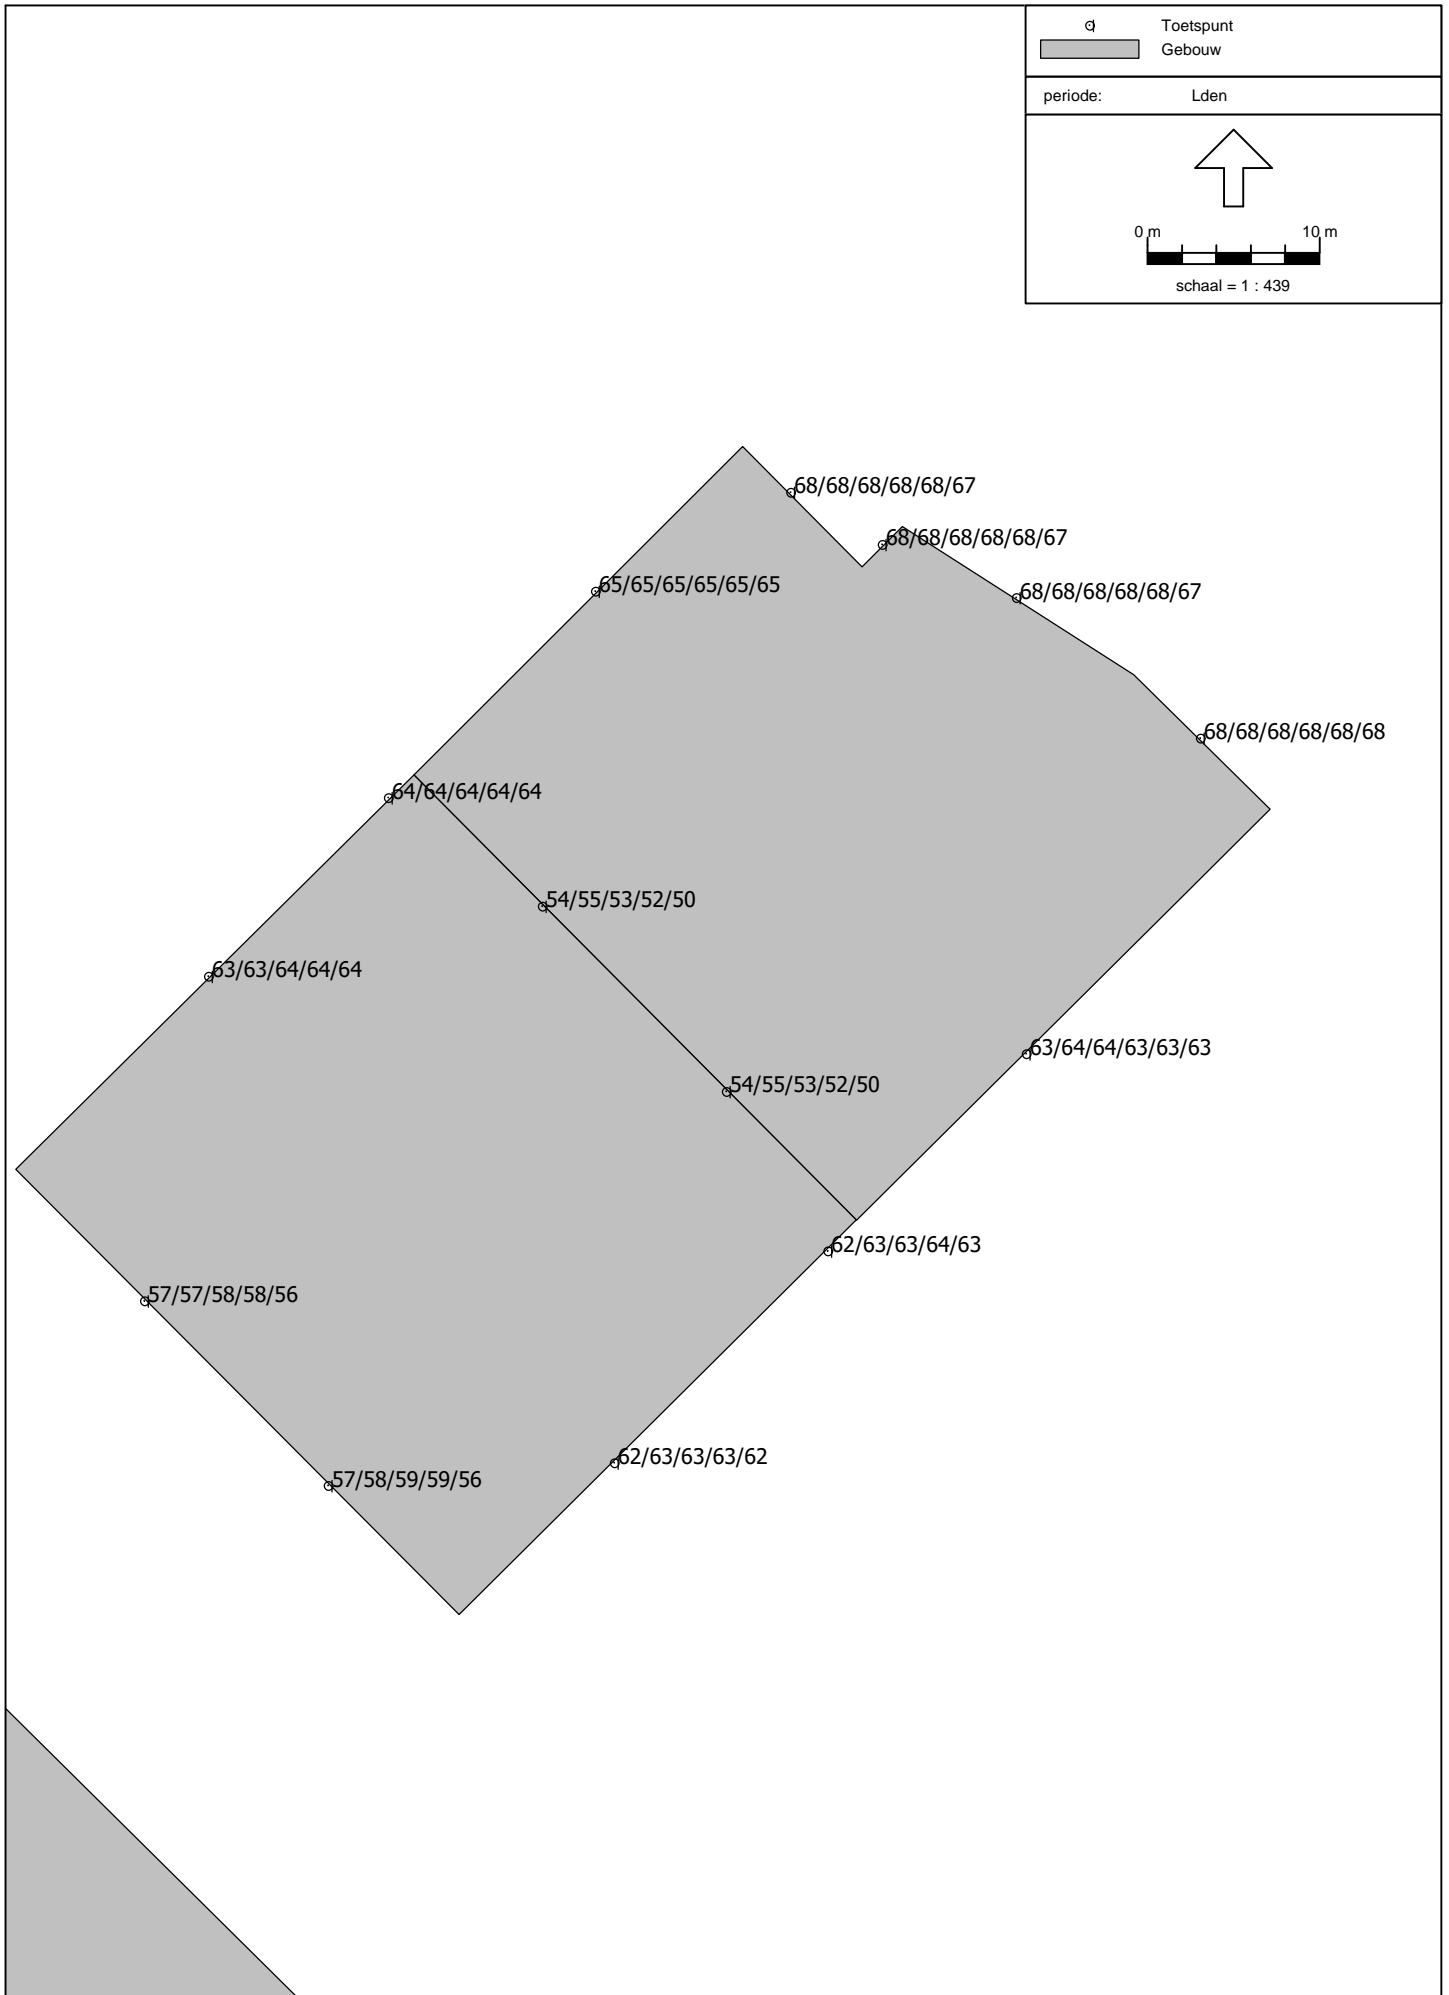 Toetspunt
Gebouw
periode: Lden
0 m 10 m
schaal = 1 : 439
68/68/68/68/68/67
68/68/68/68/68/67
65/65/65/65/65/65
68/68/68/68/68/67
68/68/68/68/68/68
64/64/64/64/64
54/55/53/52/50
63/63/64/64/64
63/64/64/63/63/63
54/55/53/52/50
62/63/63/64/63
57/57/58/58/56
62/63/63/63/62
57/58/59/59/56